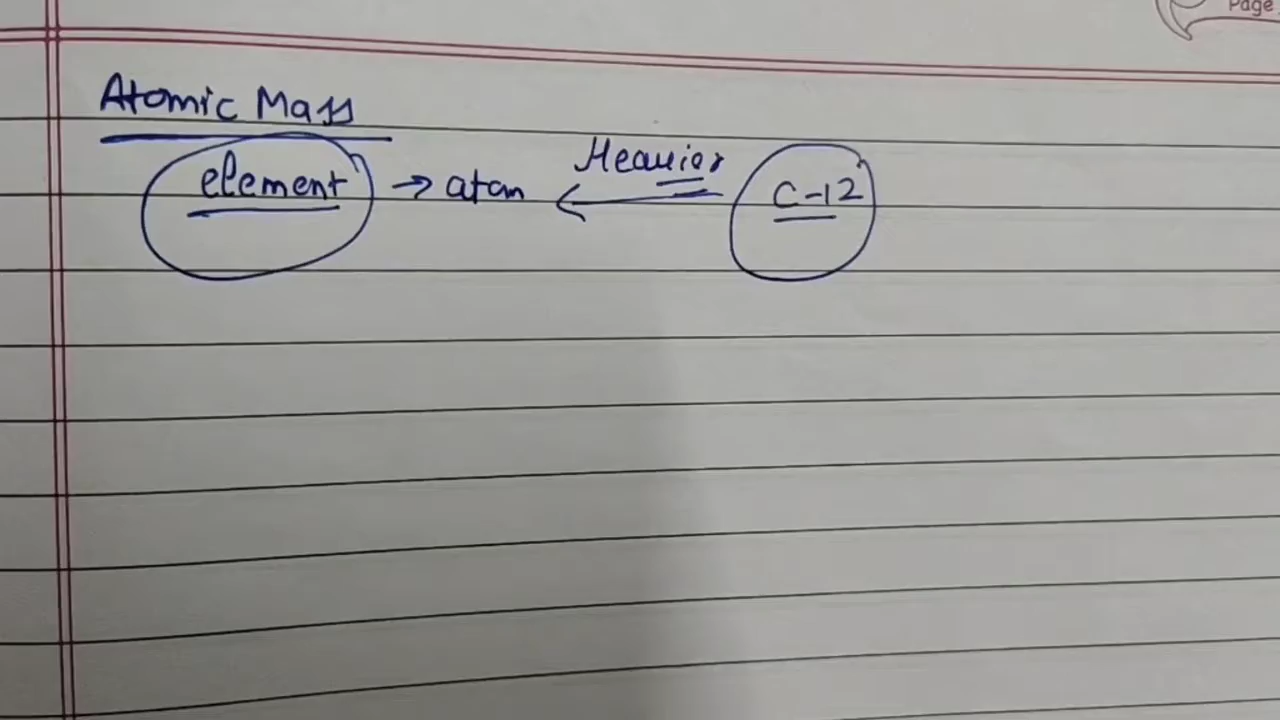 Page
Atomic Mass
element → atom ← Heavier C-12